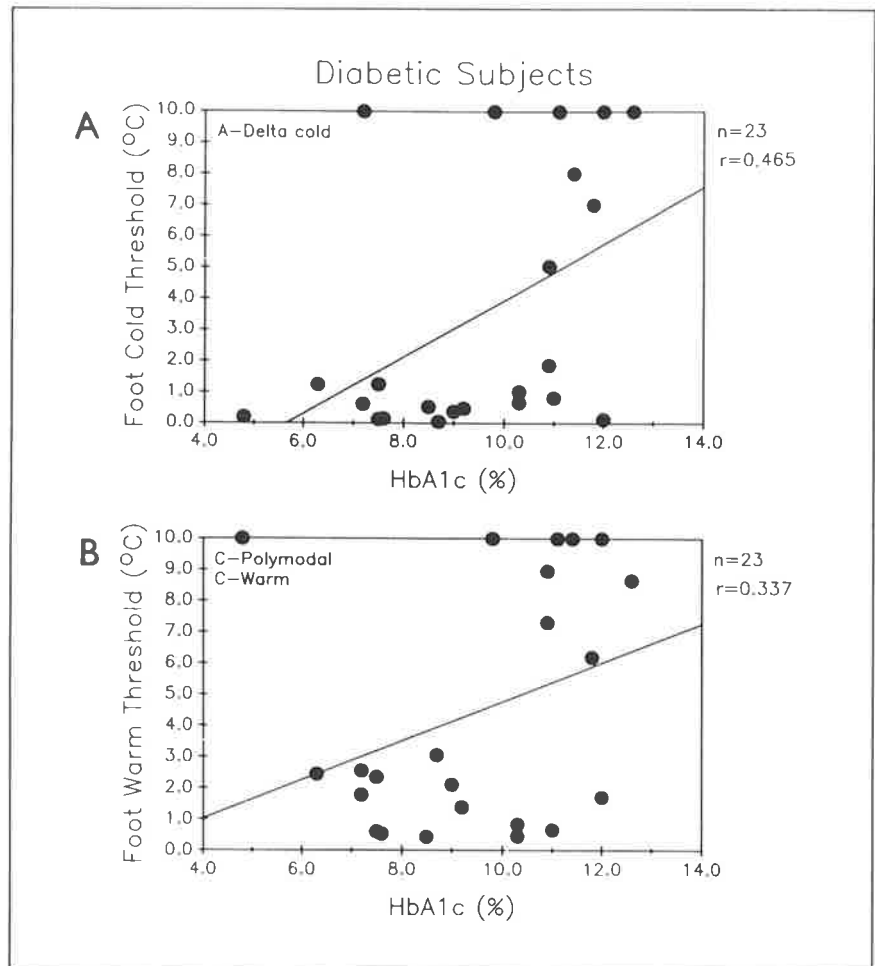 Diabetic Subjects
A
Foot Cold Threshold (°C)
10.0
9.0
8.0
7.0
6.0
5.0
4.0
3.0
2.0
1.0
0.0
A-Delta cold
n=23
r=0.465
4.0 6.0 8.0 10.0 12.0 14.0
HbA1c (%)
B
Foot Warm Threshold (°C)
10.0
9.0
8.0
7.0
6.0
5.0
4.0
3.0
2.0
1.0
0.0
C-Polymodal
C-Warm
n=23
r=0.337
4.0 6.0 8.0 10.0 12.0 14.0
HbA1c (%)